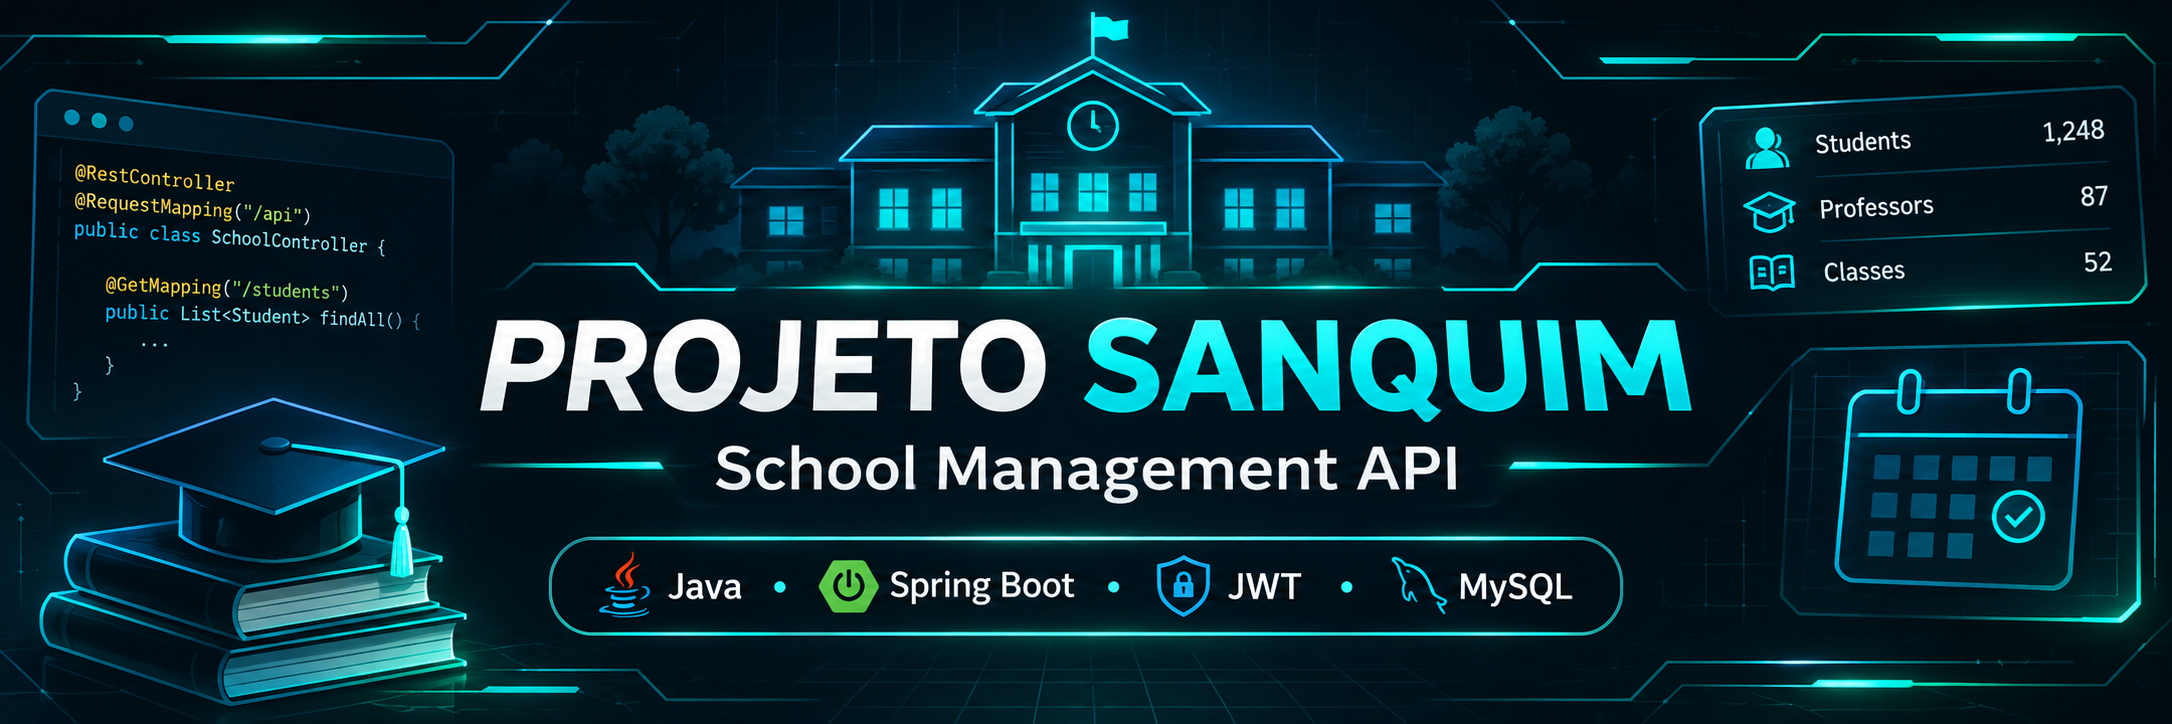 @RestController
@RequestMapping("/api")
public class SchoolController {
@GetMapping("/students")
public List<Student> findAll() {
...
}
}
Students 1,248
Professors 87
Classes 52
PROJETO SANQUIM
School Management API
Java • Spring Boot • JWT • MySQL